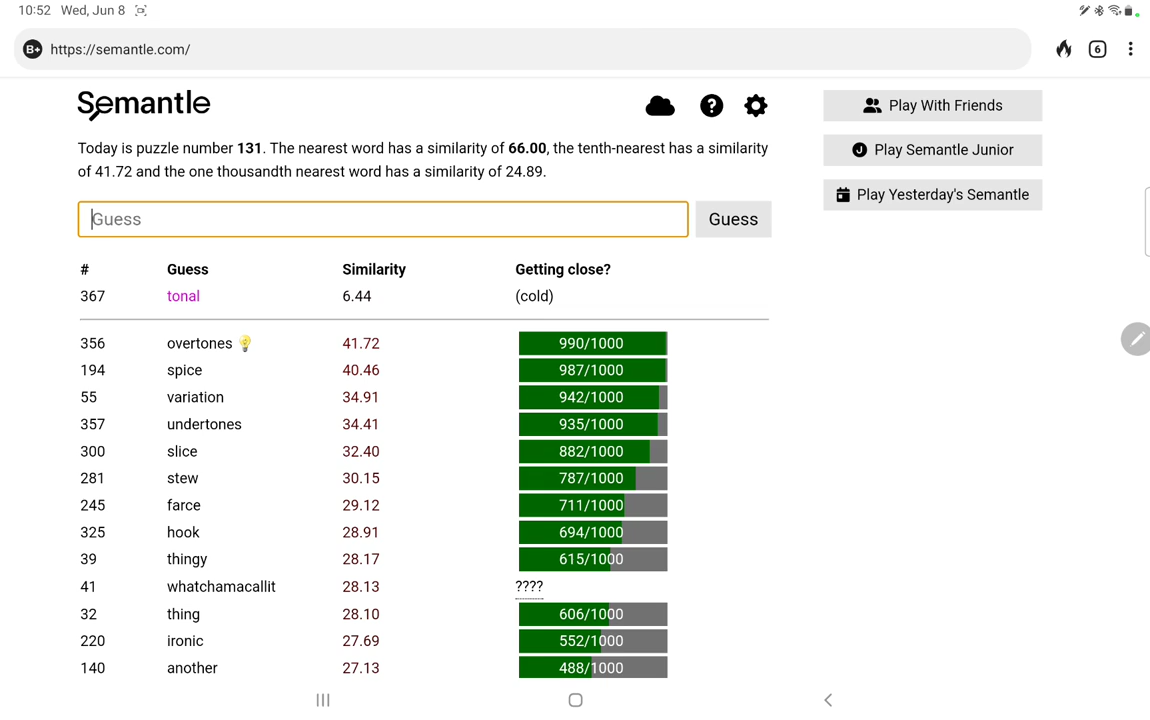 10:52 Wed, Jun 8
B+ https://semantle.com/ 6
Semantle
Play With Friends
Today is puzzle number 131. The nearest word has a similarity of 66.00, the tenth-nearest has a similarity
of 41.72 and the one thousandth nearest word has a similarity of 24.89.
J Play Semantle Junior
Play Yesterday's Semantle
Guess Guess
# Guess Similarity Getting close?
367 tonal 6.44 (cold)
356 overtones 💡 41.72 990/1000
194 spice 40.46 987/1000
55 variation 34.91 942/1000
357 undertones 34.41 935/1000
300 slice 32.40 882/1000
281 stew 30.15 787/1000
245 farce 29.12 711/1000
325 hook 28.91 694/1000
39 thingy 28.17 615/1000
41 whatchamacallit 28.13 ????
32 thing 28.10 606/1000
220 ironic 27.69 552/1000
140 another 27.13 488/1000